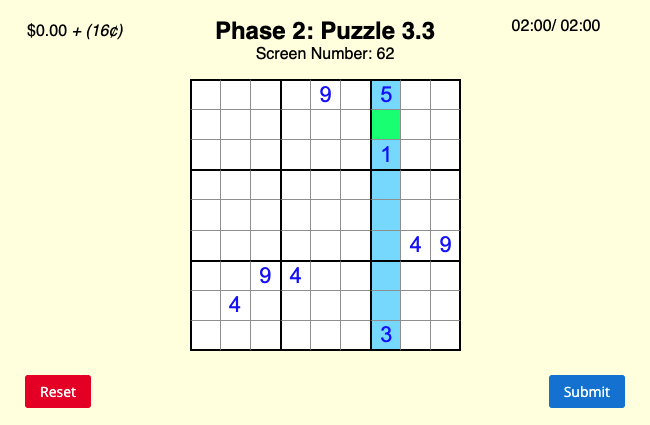 $0.00 + (16¢)
Phase 2: Puzzle 3.3
02:00/ 02:00
Screen Number: 62
9 5
1
4 9
9 4
4
3
Reset
Submit